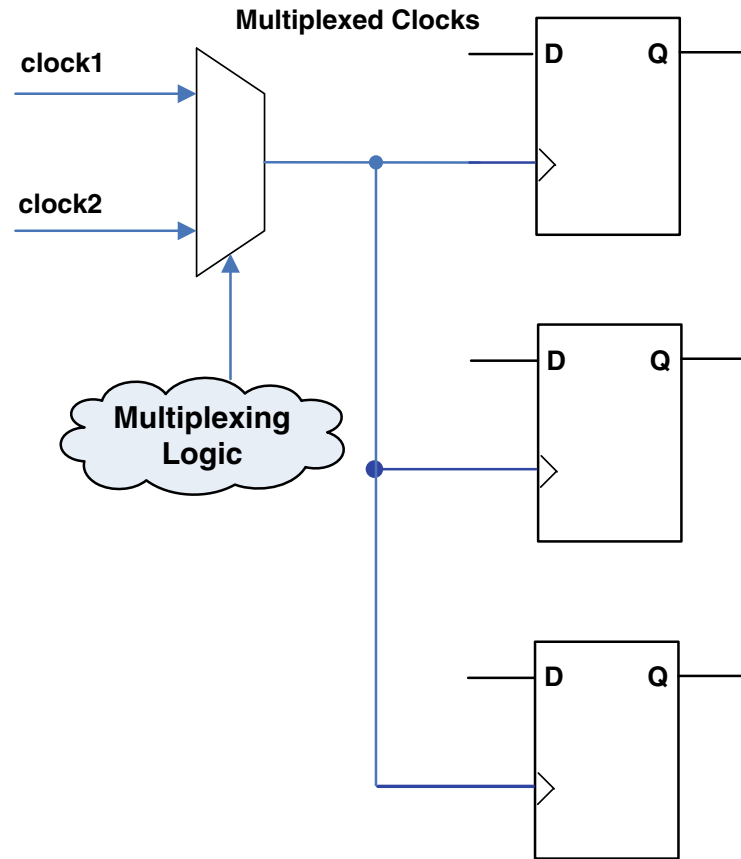 Multiplexed Clocks
clock1
clock2
Multiplexing
Logic
D Q
D Q
D Q